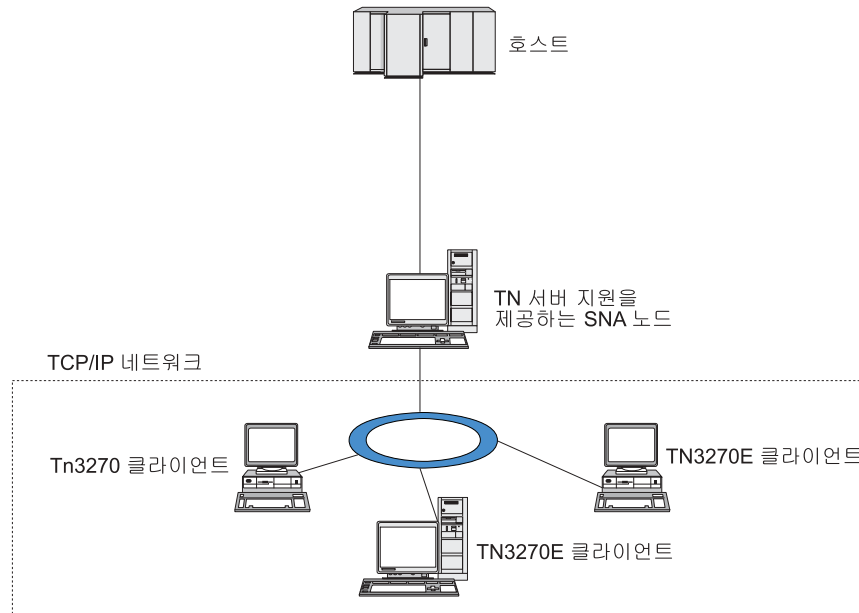 호스트
TN 서버 지원을
제공하는 SNA 노드
TCP/IP 네트워크
Tn3270 클라이언트
TN3270E 클라이언트
TN3270E 클라이언트